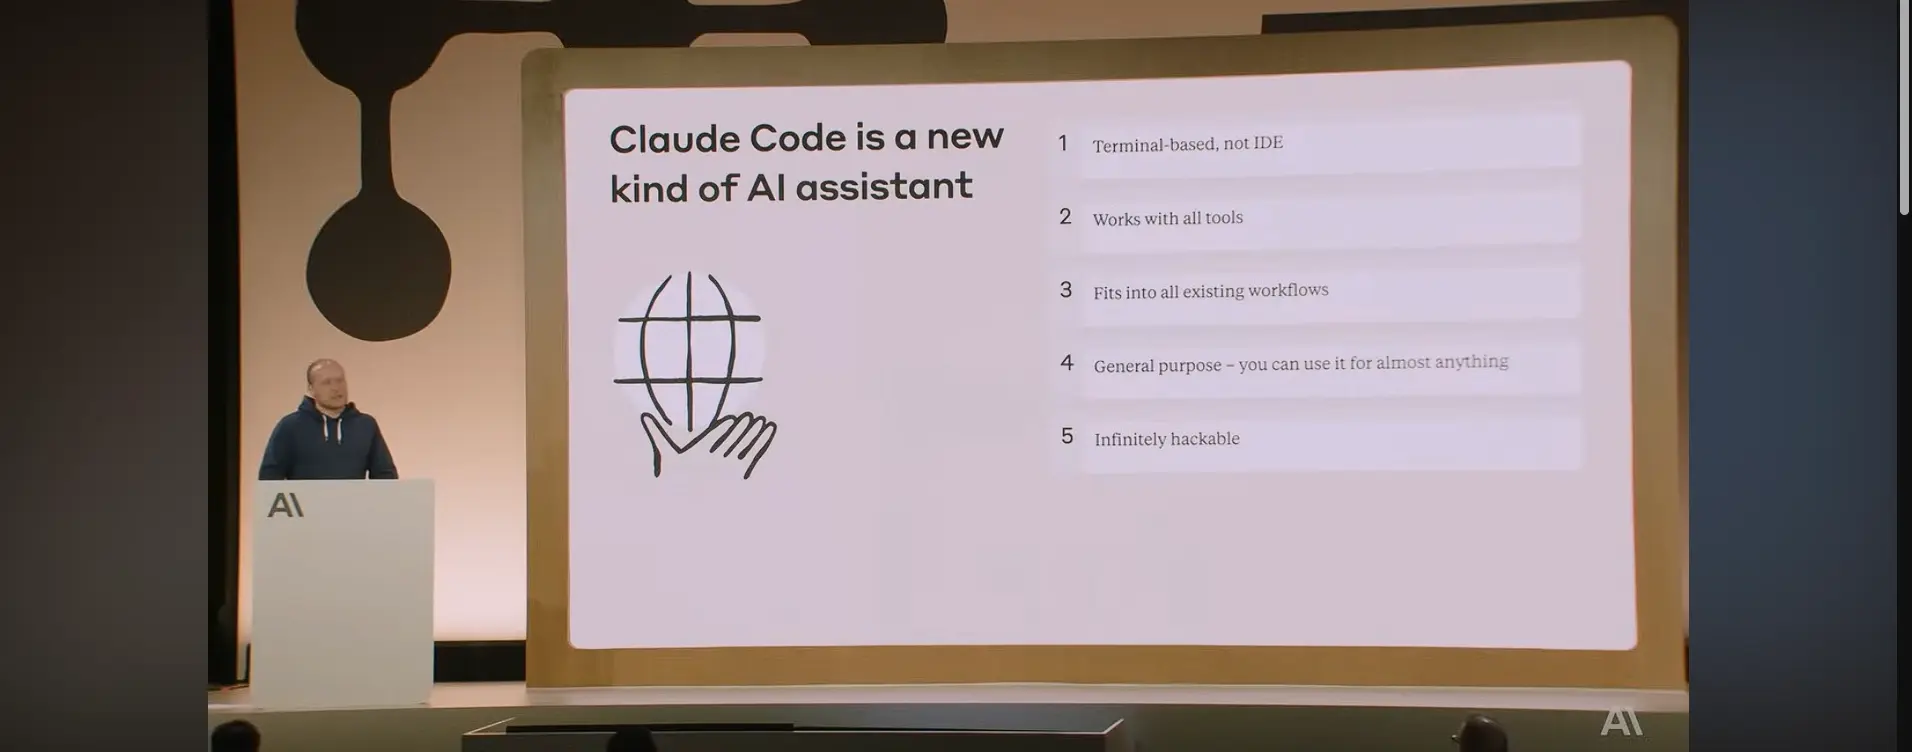 Claude Code is a new
kind of AI assistant
1 Terminal-based, not IDE
2 Works with all tools
3 Fits into all existing workflows
4 General purpose – you can use it for almost anything
5 Infinitely hackable
A\
A\